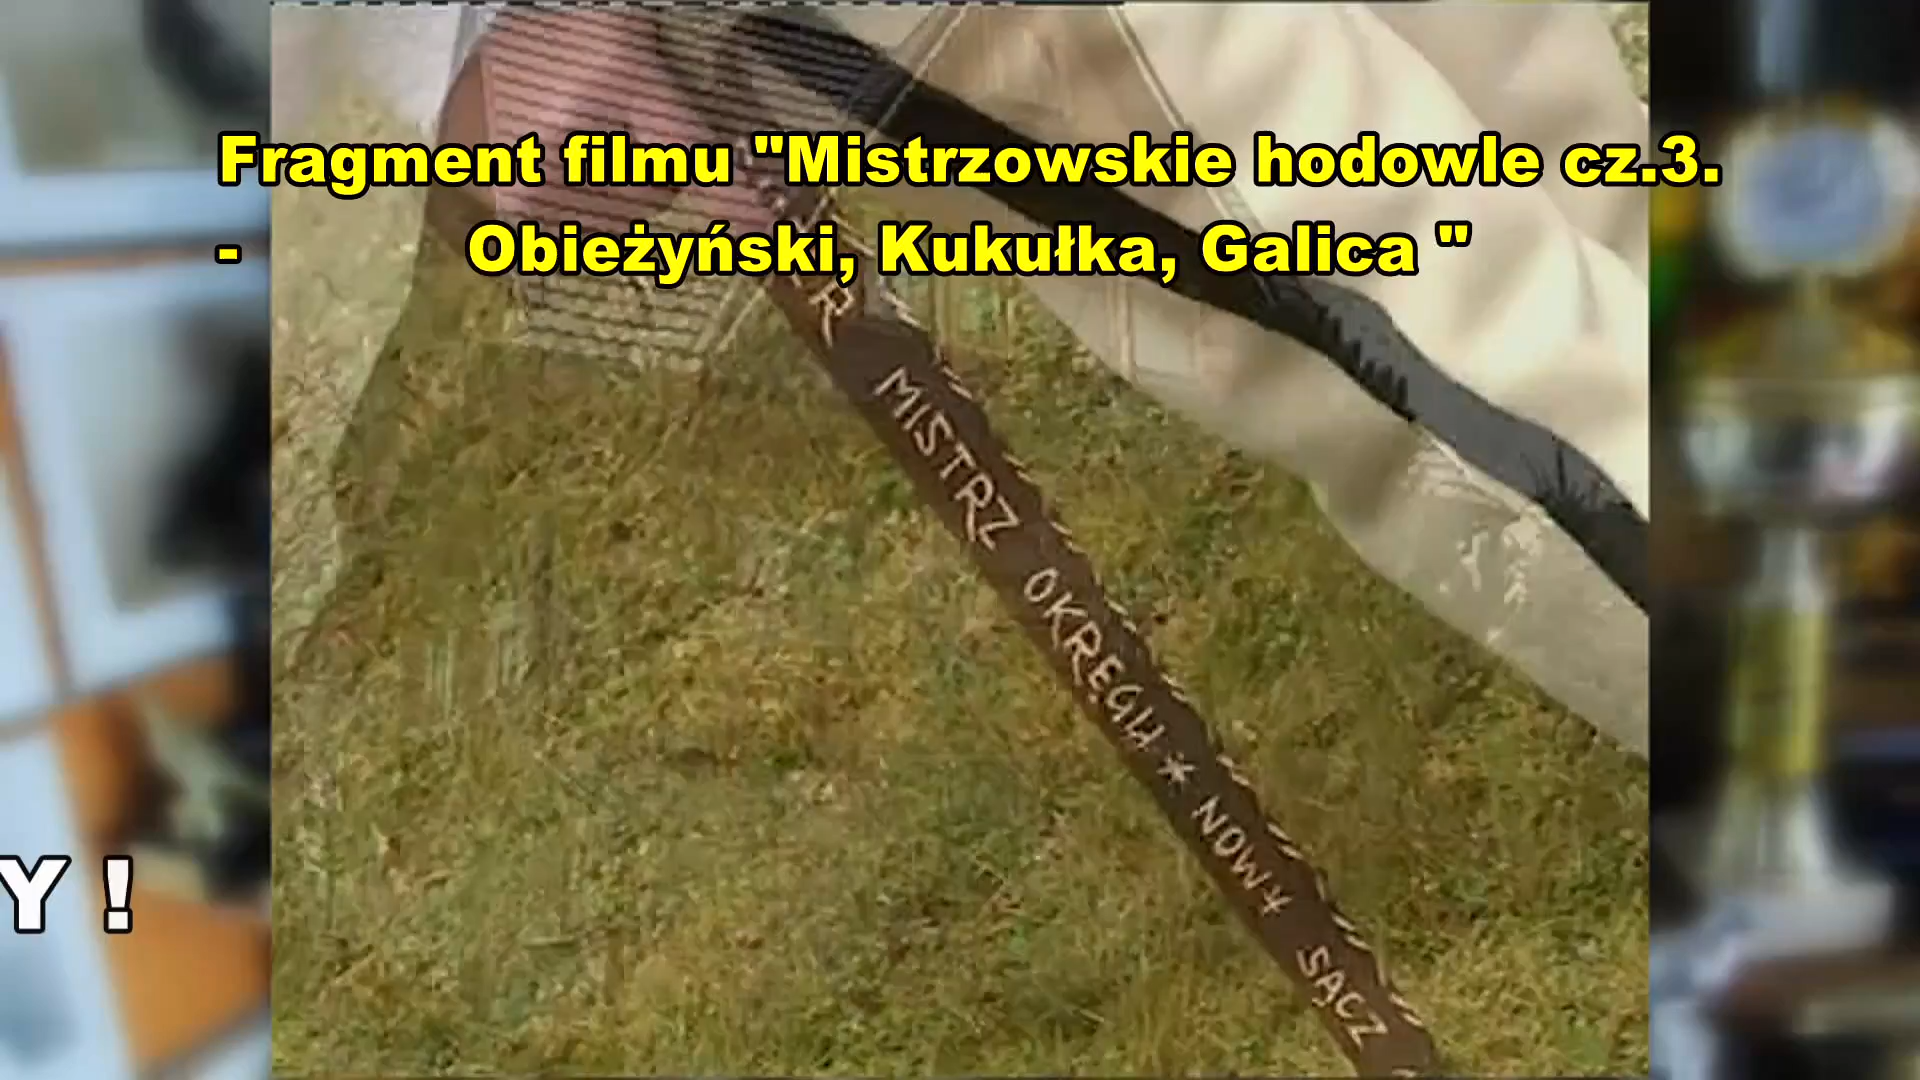 Fragment filmu "Mistrzowskie hodowle cz.3.
- Obieżyński, Kukułka, Galica "
MISTRZ OKRĘGU * NOWY SĄCZ
Y !